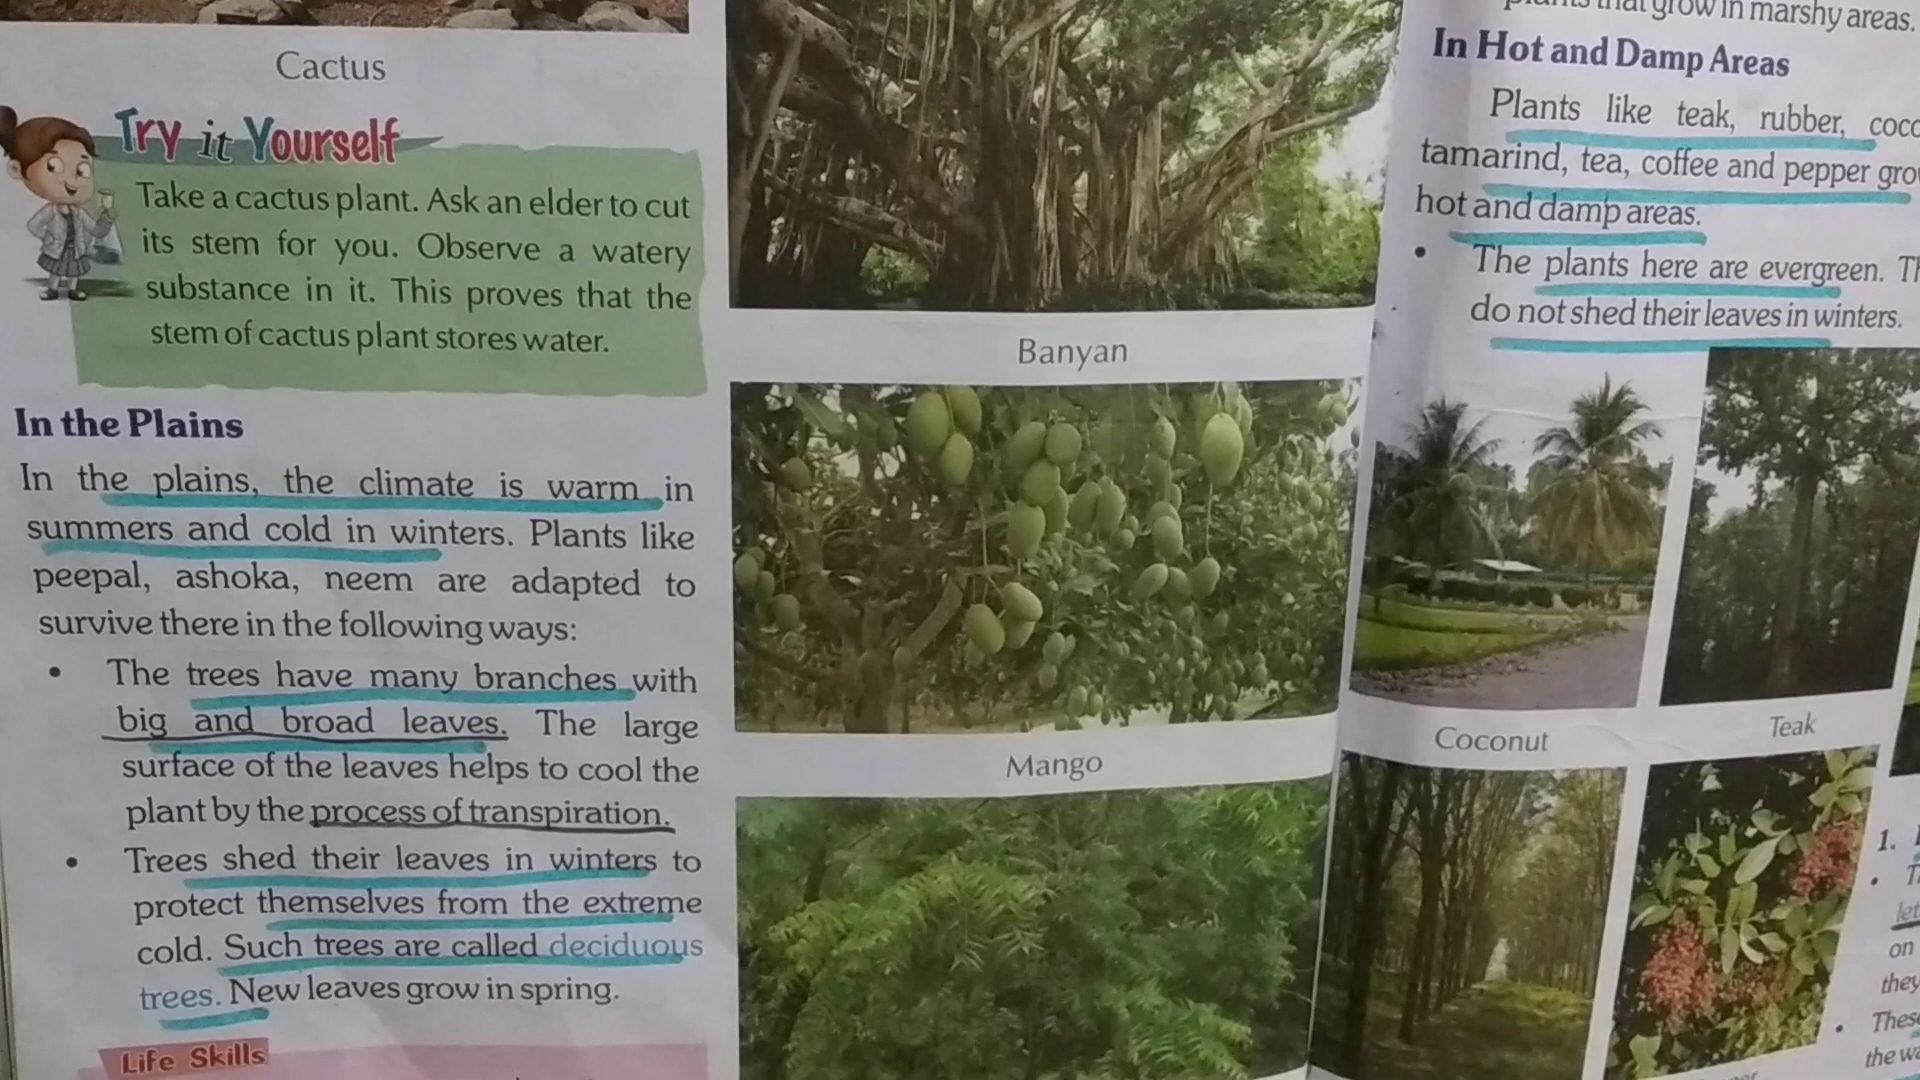 Cactus
Try it Yourself
Take a cactus plant. Ask an elder to cut
its stem for you. Observe a watery
substance in it. This proves that the
stem of cactus plant stores water.
In the Plains
In the plains, the climate is warm in
summers and cold in winters. Plants like
peepal, ashoka, neem are adapted to
survive there in the following ways:
• The trees have many branches with
big and broad leaves. The large
surface of the leaves helps to cool the
plant by the process of transpiration.
• Trees shed their leaves in winters to
protect themselves from the extreme
cold. Such trees are called deciduous
trees. New leaves grow in spring.
Life Skills
Banyan
Mango
that grow in marshy areas.
In Hot and Damp Areas
Plants like teak, rubber,
tamarind, tea, coffee and pepper
hot and damp areas.
• The plants here are evergreen.
do not shed their leaves in winters.
Coconut
Teak
1.
on
they
• These
the